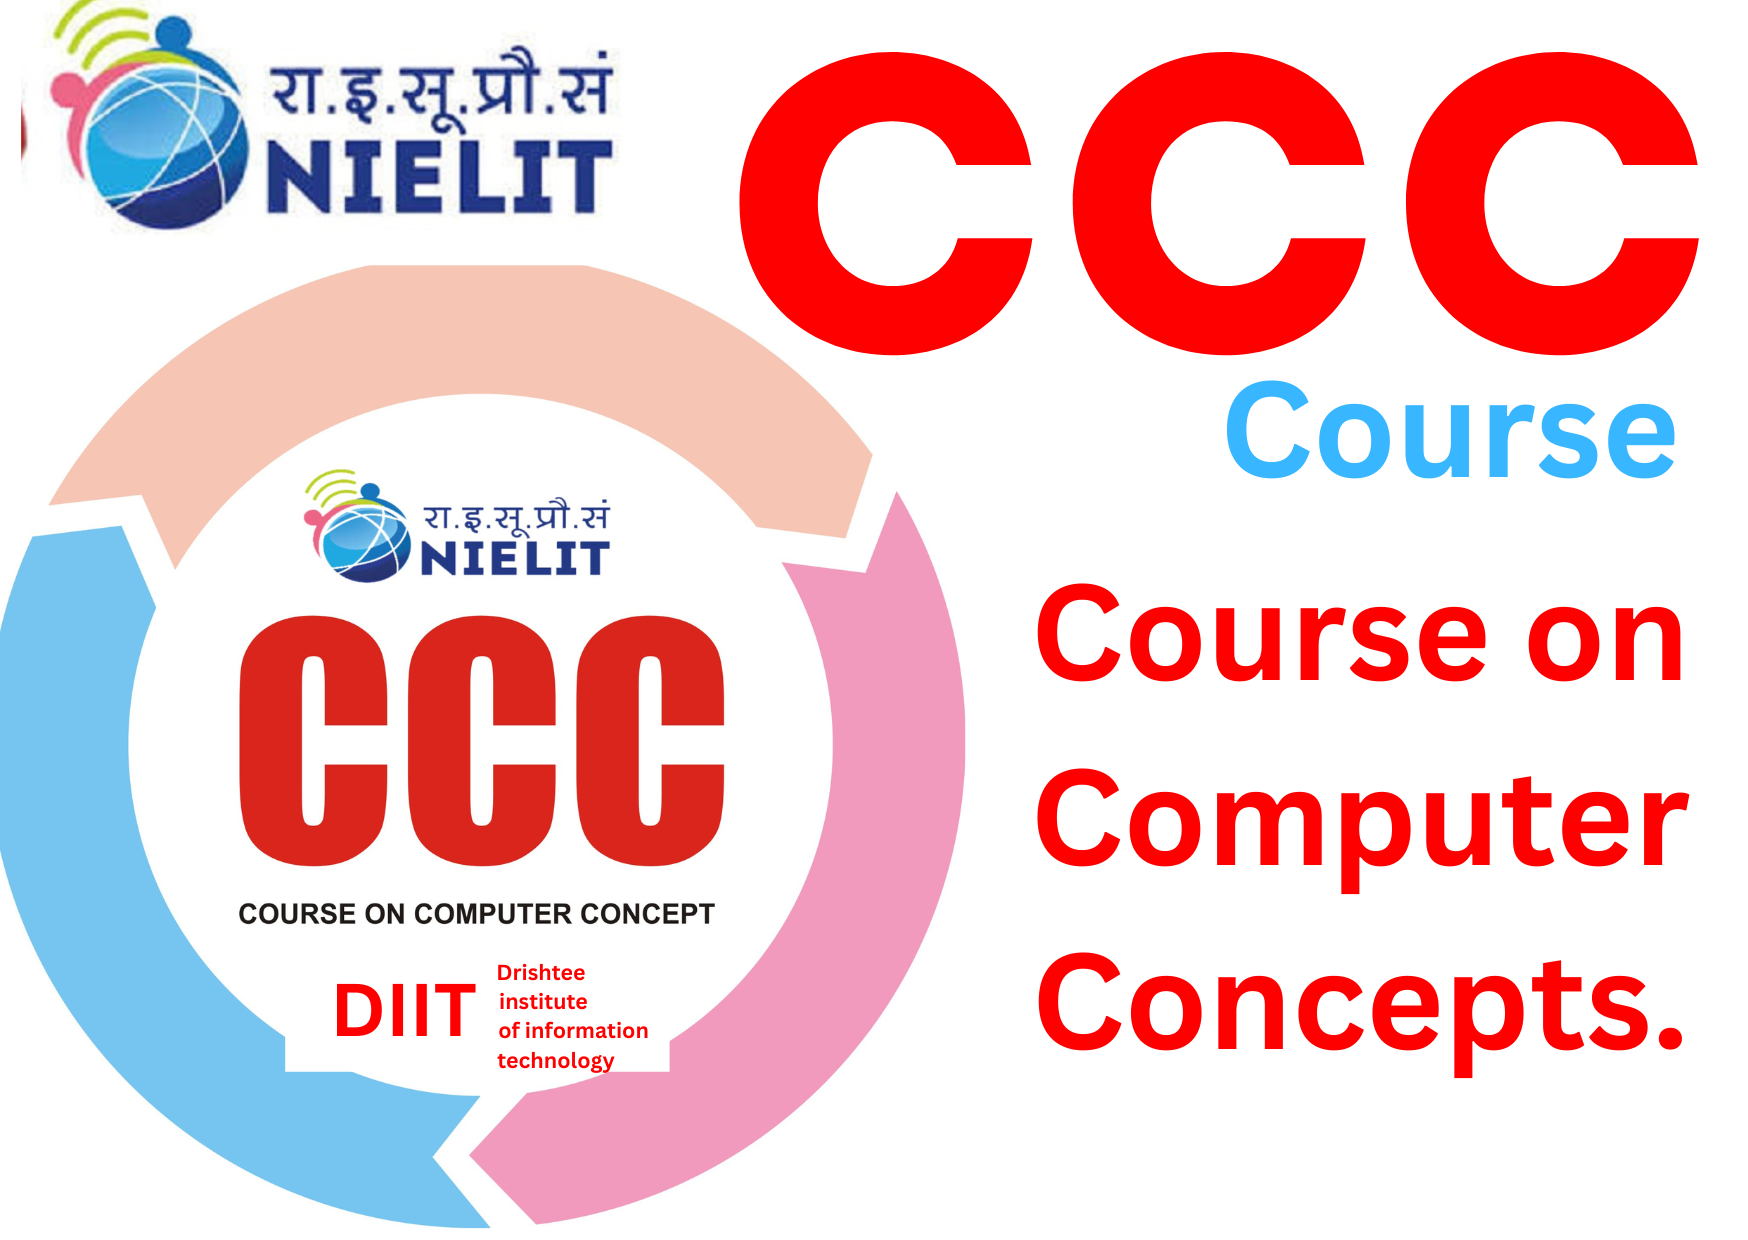 रा.इ.सू.प्रौ.सं
NIELIT
CCC
Course
Course on
Computer
Concepts.
रा.इ.सू.प्रौ.सं
NIELIT
CCC
COURSE ON COMPUTER CONCEPT
DIIT
Drishtee
institute
of information
technology